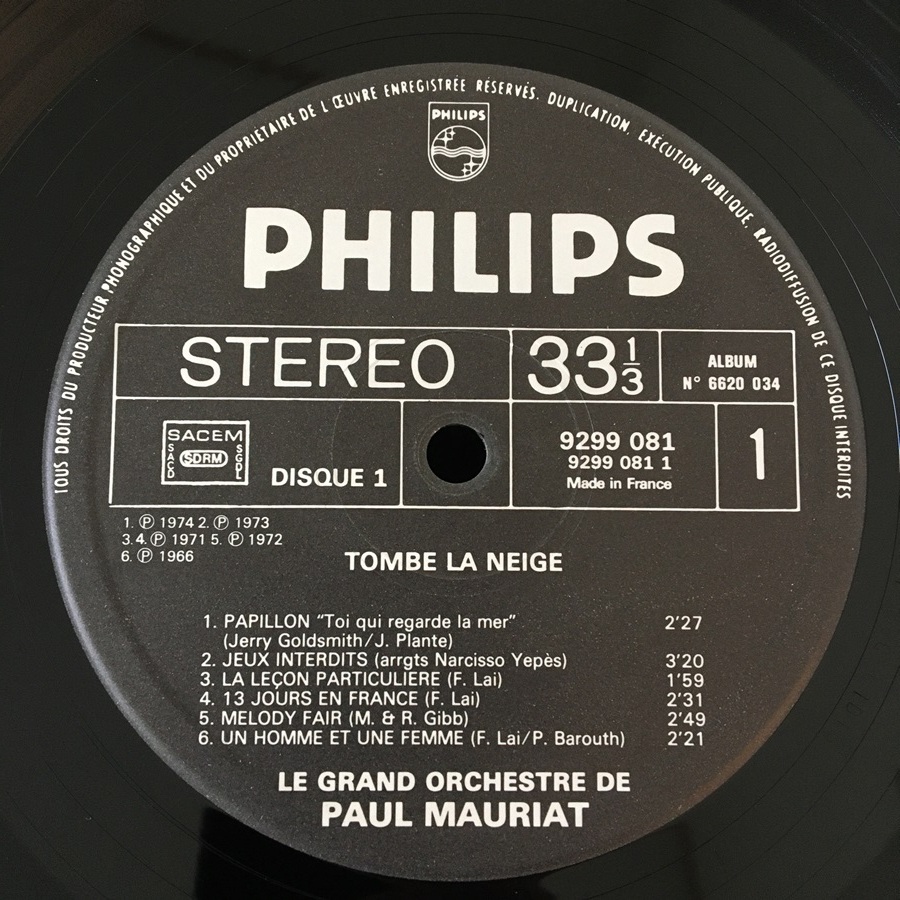 TOUS DROITS DU PRODUCTEUR PHONOGRAPHIQUE ET DU PROPRIETAIRE DE L'ŒUVRE ENREGISTRÉE RÉSERVÉS. DUPLICATION, EXÉCUTION PUBLIQUE, RADIODIFFUSION DE CE DISQUE INTERDITES
PHILIPS
PHILIPS
STEREO
33 1/3
ALBUM
N° 6620 034
SACEM
SACD
SDRM
SGDL
DISQUE 1
9299 081
9299 081 1
Made in France
1
1. ℗ 1974 2. ℗ 1973
3.4. ℗ 1971 5. ℗ 1972
6. ℗ 1966
TOMBE LA NEIGE
1. PAPILLON “Toi qui regarde la mer” 2’27
(Jerry Goldsmith/J. Plante)
2. JEUX INTERDITS (arrgts Narcisso Yepès) 3’20
3. LA LEÇON PARTICULIERE (F. Lai) 1’59
4. 13 JOURS EN FRANCE (F. Lai) 2’31
5. MELODY FAIR (M. & R. Gibb) 2’49
6. UN HOMME ET UNE FEMME (F. Lai/P. Barouth) 2’21
LE GRAND ORCHESTRE DE
PAUL MAURIAT